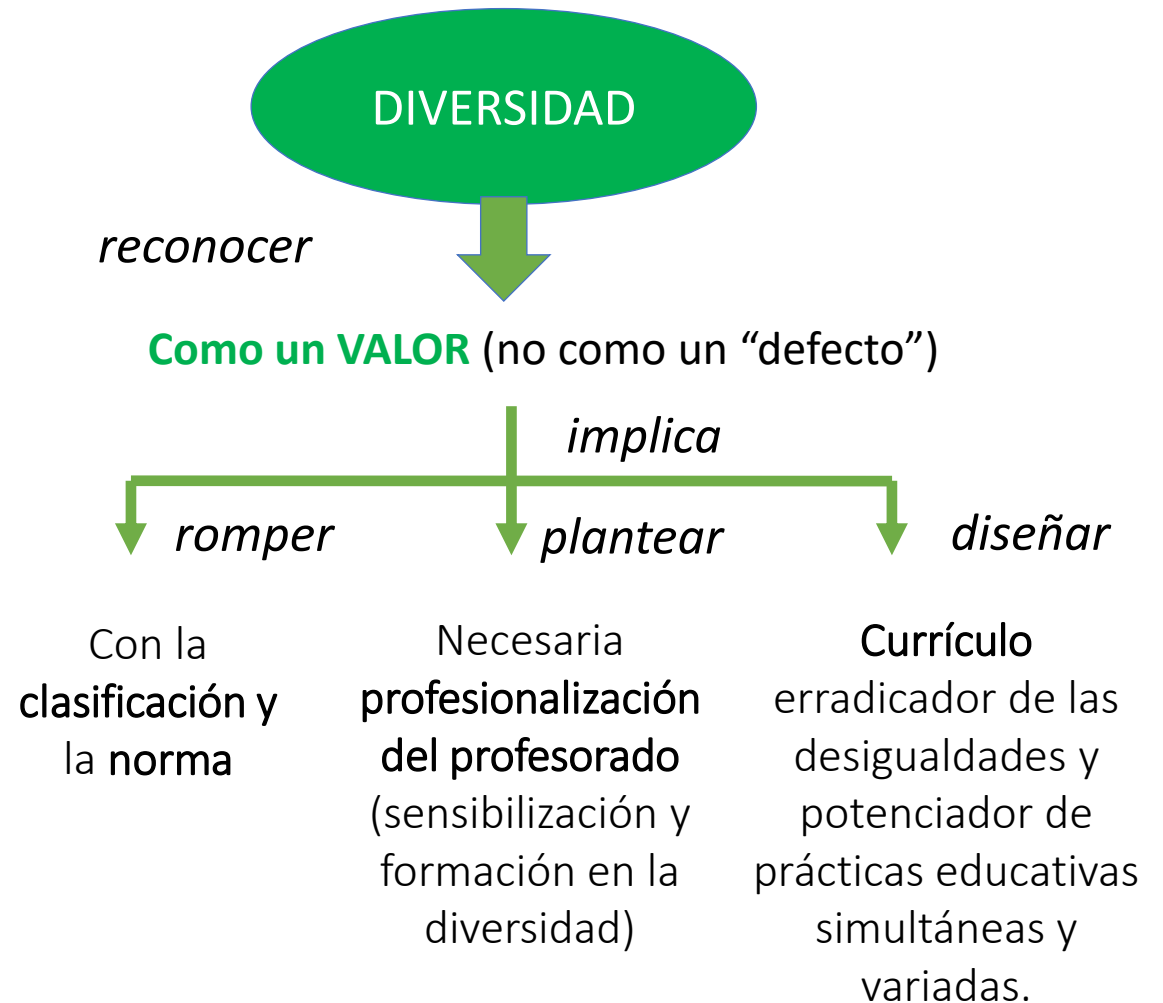 DIVERSIDAD
reconocer
Como un VALOR (no como un “defecto”)
implica
romper
plantear
diseñar
Con la
clasificación y
la norma
Necesaria
profesionalización
del profesorado
(sensibilización y
formación en la
diversidad)
Currículo
erradicador de las
desigualdades y
potenciador de
prácticas educativas
simultáneas y
variadas.